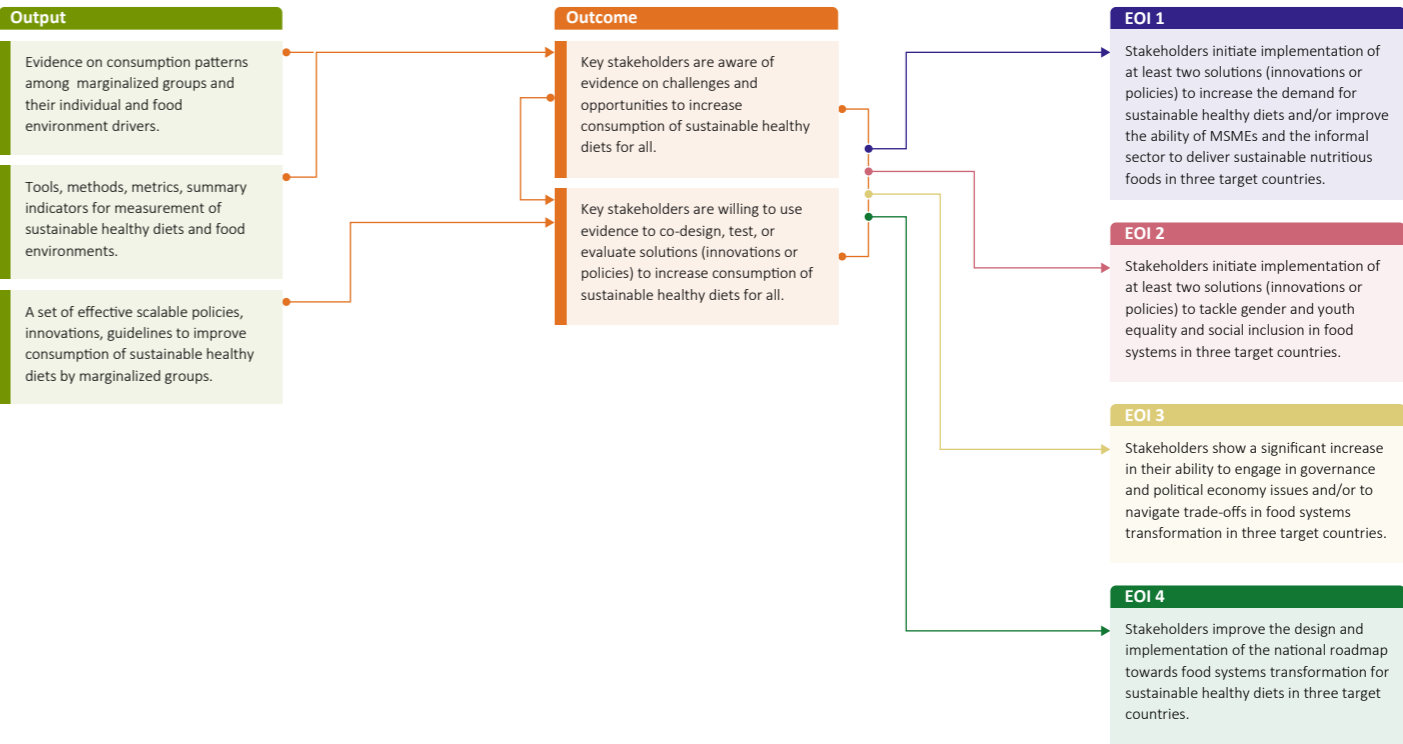 Output
Evidence on consumption patterns
among marginalized groups and
their individual and food
environment drivers.
Tools, methods, metrics, summary
indicators for measurement of
sustainable healthy diets and food
environments.
A set of effective scalable policies,
innovations, guidelines to improve
consumption of sustainable healthy
diets by marginalized groups.
Outcome
Key stakeholders are aware of
evidence on challenges and
opportunities to increase
consumption of sustainable healthy
diets for all.
Key stakeholders are willing to use
evidence to co-design, test, or
evaluate solutions (innovations or
policies) to increase consumption of
sustainable healthy diets for all.
EOI 1
Stakeholders initiate implementation of
at least two solutions (innovations or
policies) to increase the demand for
sustainable healthy diets and/or improve
the ability of MSMEs and the informal
sector to deliver sustainable nutritious
foods in three target countries.
EOI 2
Stakeholders initiate implementation of
at least two solutions (innovations or
policies) to tackle gender and youth
equality and social inclusion in food
systems in three target countries.
EOI 3
Stakeholders show a significant increase
in their ability to engage in governance
and political economy issues and/or to
navigate trade-offs in food systems
transformation in three target countries.
EOI 4
Stakeholders improve the design and
implementation of the national roadmap
towards food systems transformation for
sustainable healthy diets in three target
countries.